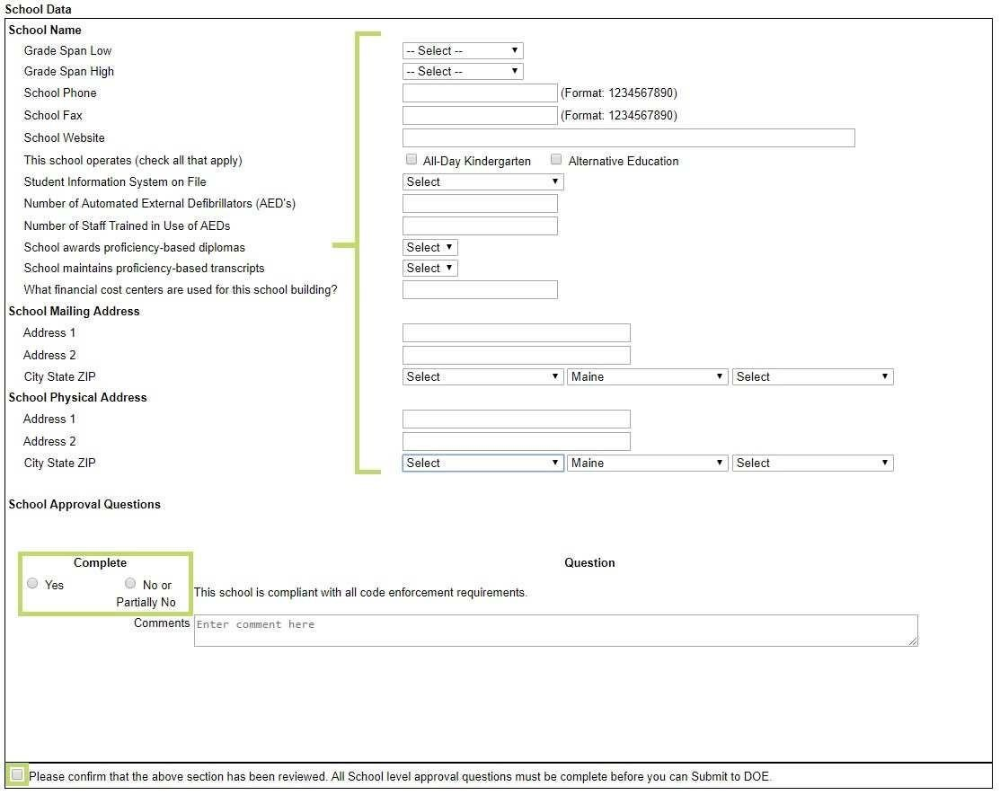 School Data
School Name
Grade Span Low -- Select --
Grade Span High -- Select --
School Phone (Format: 1234567890)
School Fax (Format: 1234567890)
School Website
This school operates (check all that apply) All-Day Kindergarten Alternative Education
Student Information System on File Select
Number of Automated External Defibrillators (AED's)
Number of Staff Trained in Use of AEDs
School awards proficiency-based diplomas Select
School maintains proficiency-based transcripts Select
What financial cost centers are used for this school building?
School Mailing Address
Address 1
Address 2
City State ZIP Select Maine Select
School Physical Address
Address 1
Address 2
City State ZIP Select Maine Select
School Approval Questions
Complete Question
Yes No or
Partially No
This school is compliant with all code enforcement requirements.
Comments Enter comment here
Please confirm that the above section has been reviewed. All School level approval questions must be complete before you can Submit to DOE.